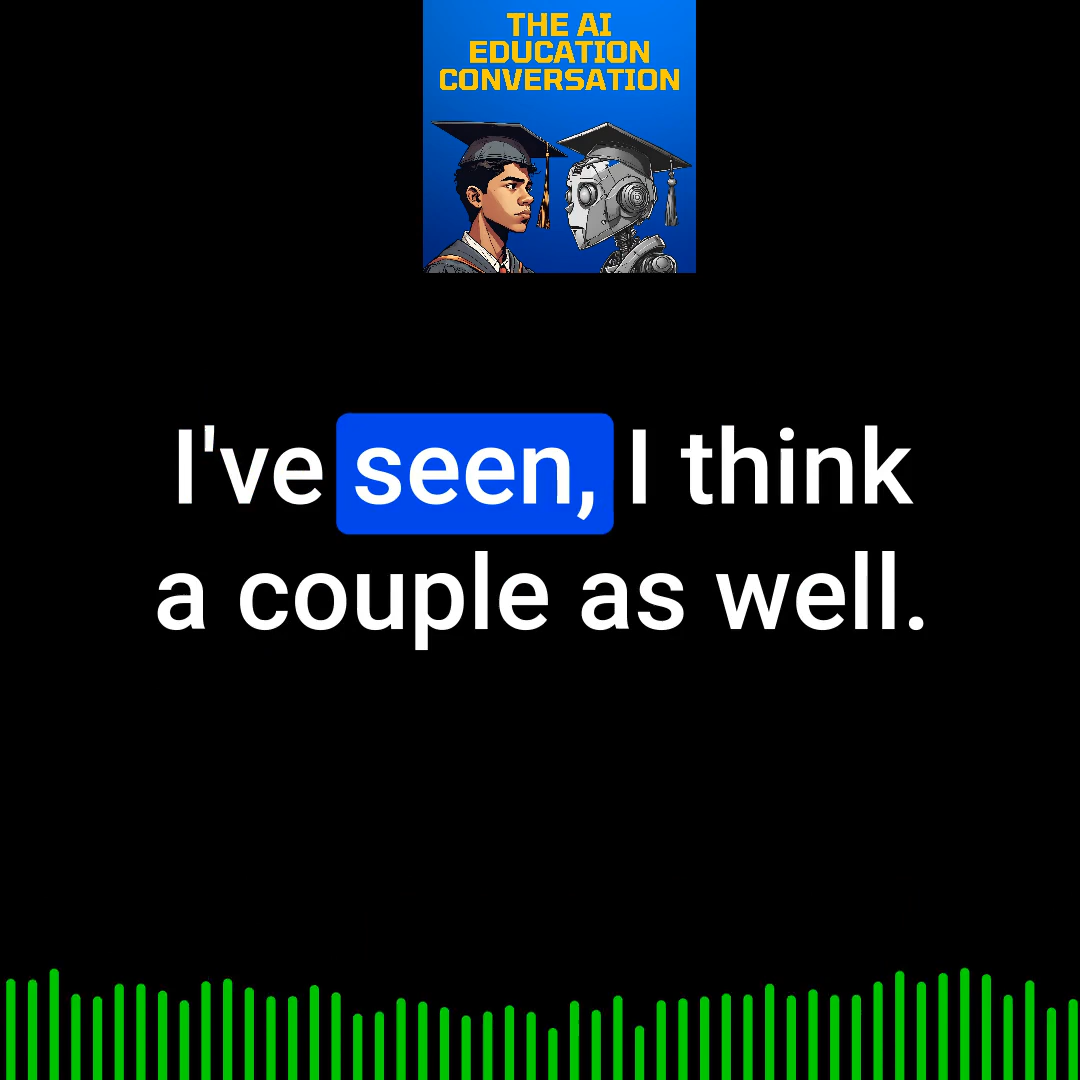 THE AI
EDUCATION
CONVERSATION
I've seen, I think
a couple as well.